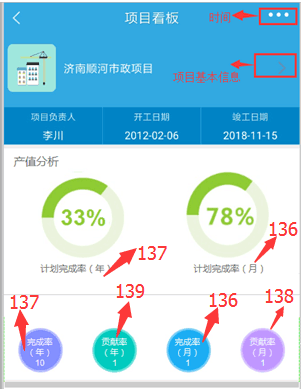 项目看板
时间
济南顾河市政项目
项目基本信息
项目负责人 开工日期 竣工日期
李川 2012-02-06 2018-11-15
产值分析
33% 78%
136
计划完成率（年） 137 计划完成率（月）
137 139 136 138
完成率（年）10
贡献率（年）1
完成率（月）1
贡献率（月）1